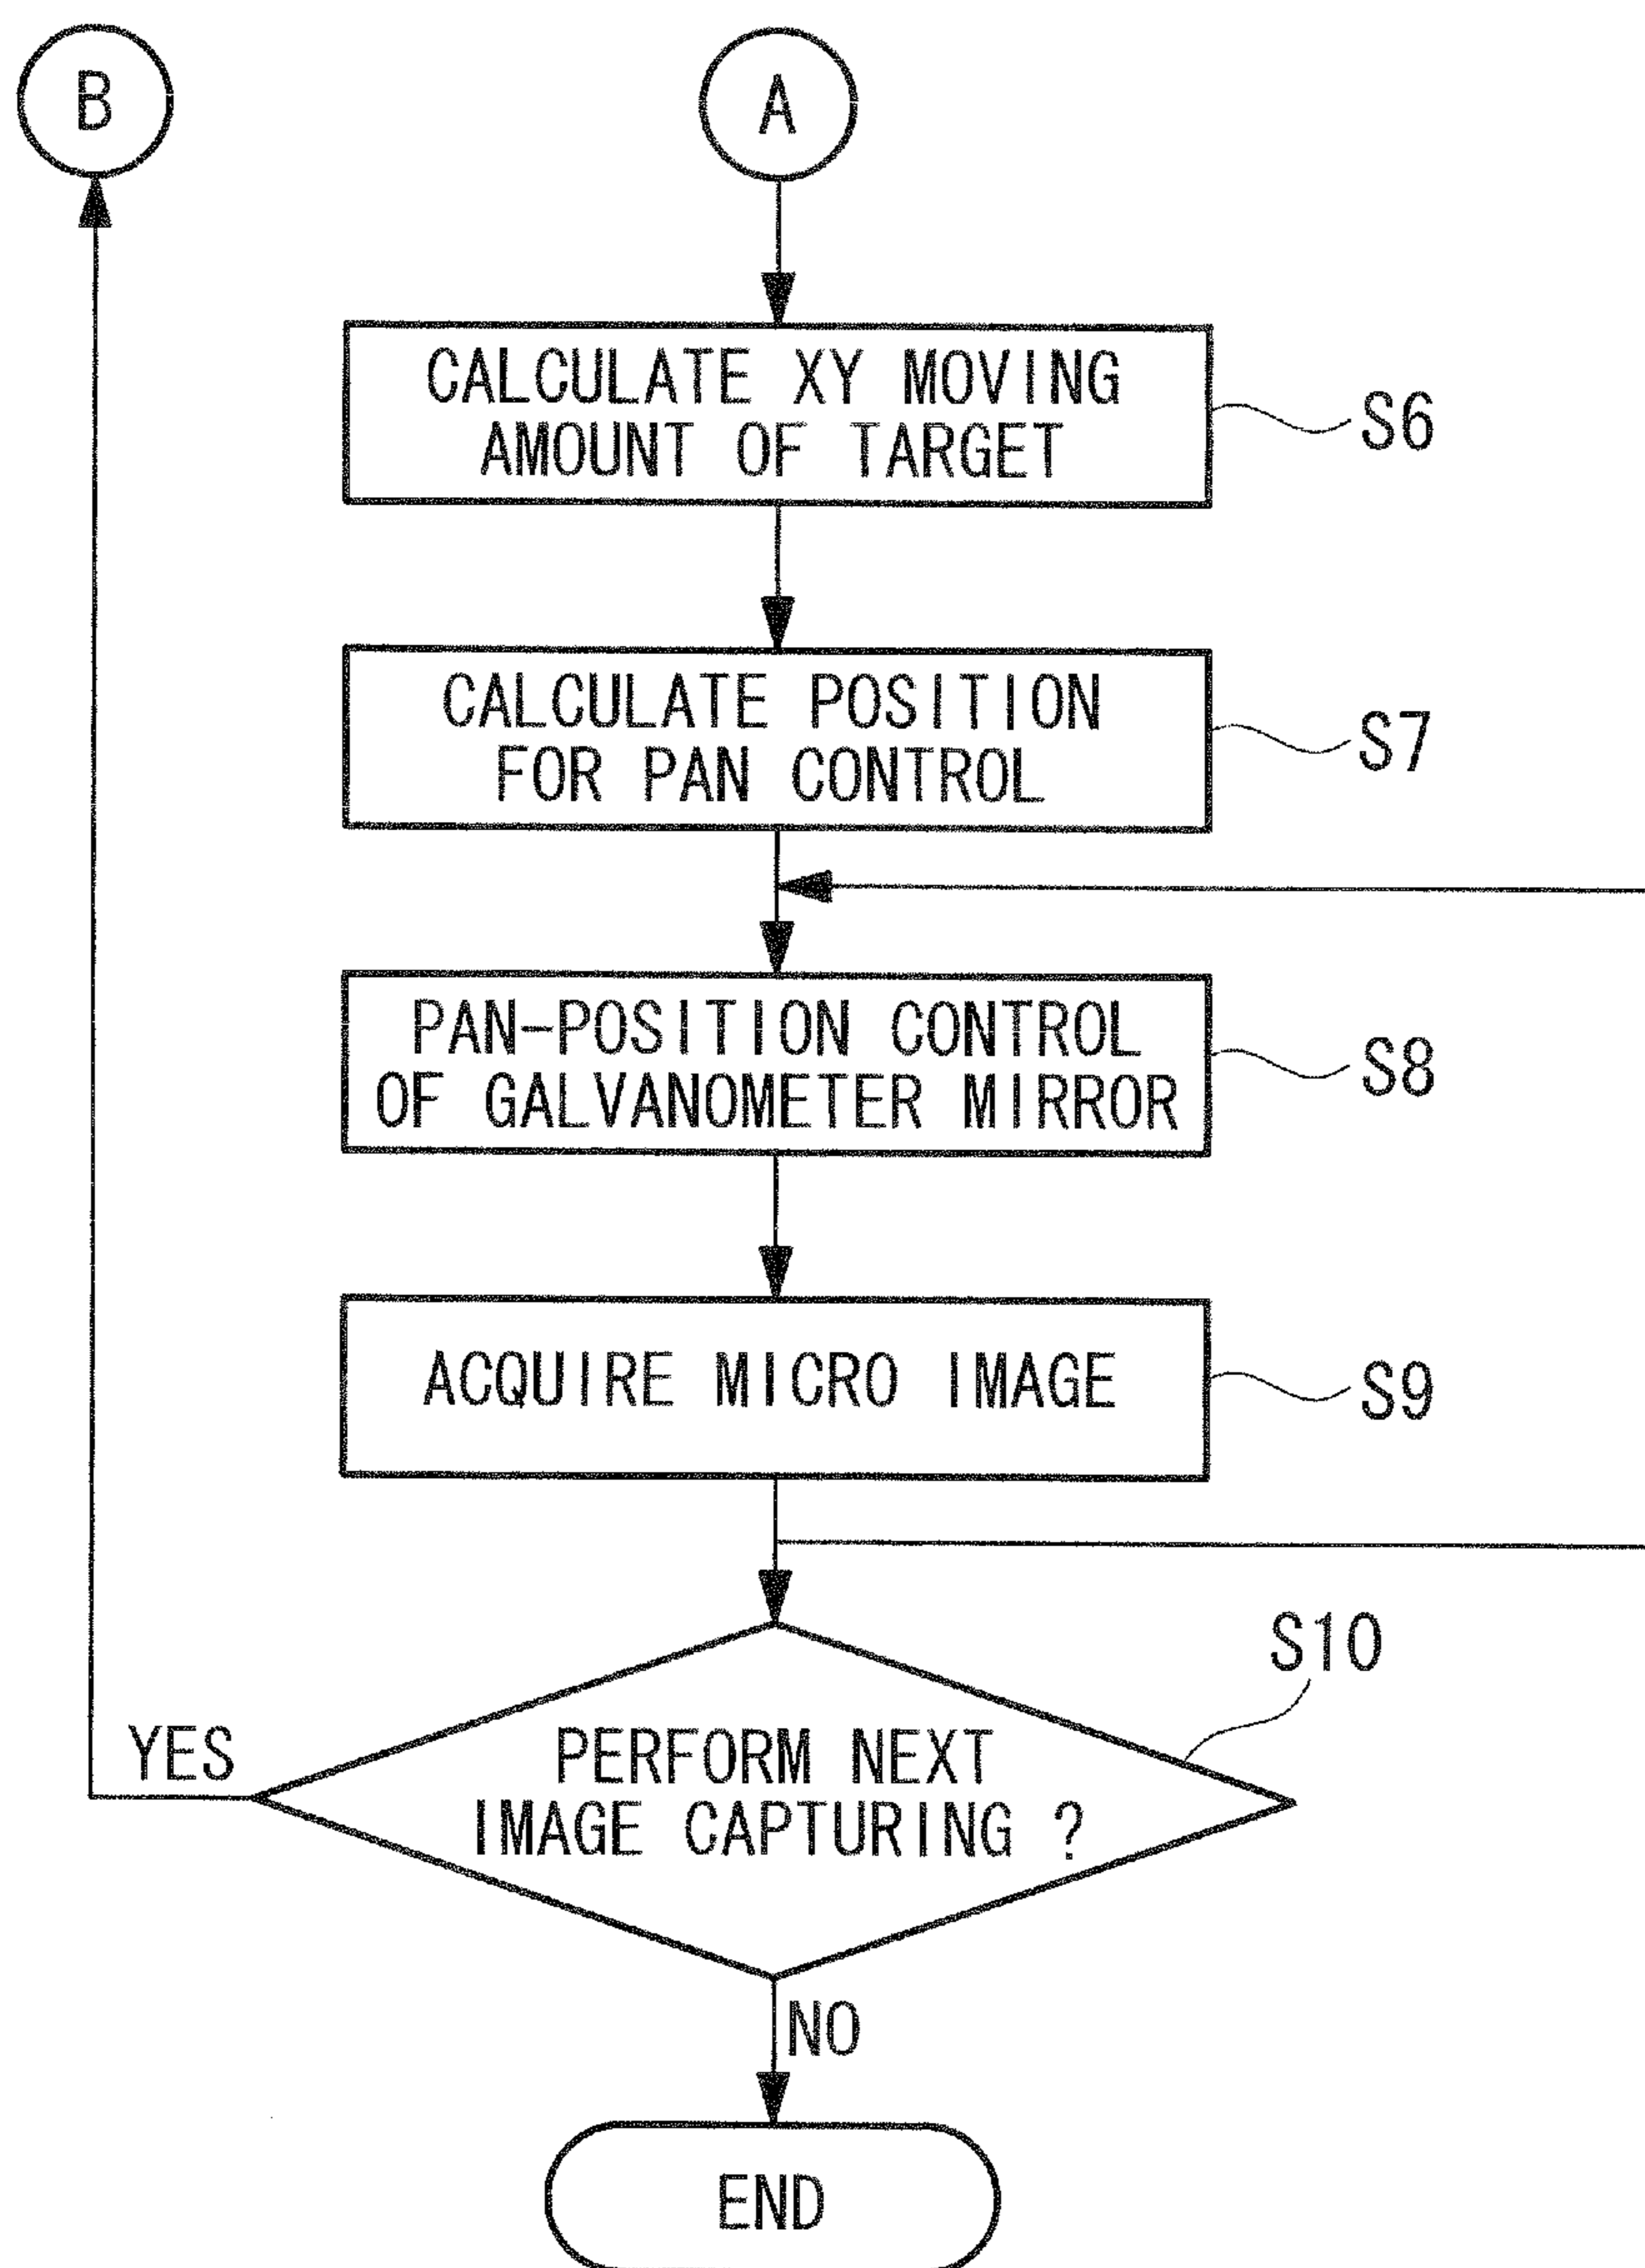 B
A
CALCULATE XY MOVING
AMOUNT OF TARGET
S6
CALCULATE POSITION
FOR PAN CONTROL
S7
PAN-POSITION CONTROL
OF GALVANOMETER MIRROR
S8
ACQUIRE MICRO IMAGE
S9
S10
PERFORM NEXT
IMAGE CAPTURING ?
YES
NO
END